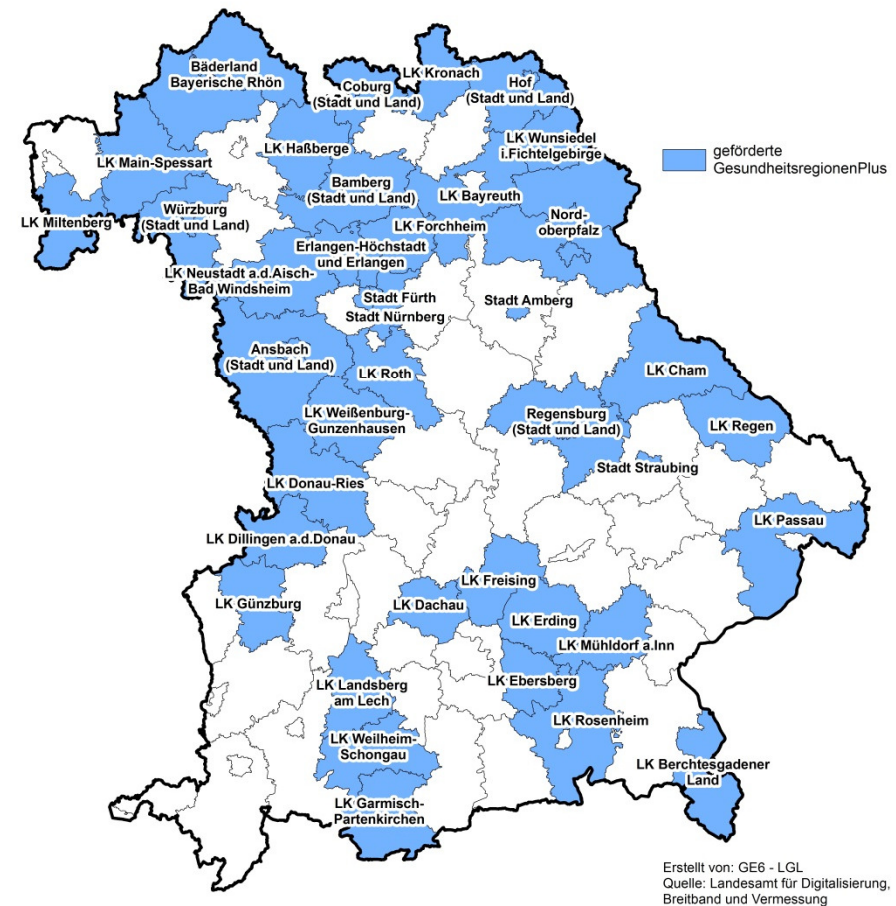 Bäderland
Bayerische Rhön
Coburg
(Stadt und Land)
LK Kronach
Hof
(Stadt und Land)
LK Wunsiedel
i.Fichtelgebirge
geförderte
GesundheitsregionenPlus
LK Main-Spessart
LK Haßberge
Bamberg
(Stadt und Land)
LK Bayreuth
LK Miltenberg
Würzburg
(Stadt und Land)
LK Forchheim
Nord-
oberpfalz
Erlangen-Höchstadt
und Erlangen
LK Neustadt a.d.Aisch-
Bad Windsheim
Stadt Fürth
Stadt Nürnberg
Stadt Amberg
Ansbach
(Stadt und Land)
LK Roth
LK Cham
LK Weißenburg-
Gunzenhausen
Regensburg
(Stadt und Land)
LK Regen
Stadt Straubing
LK Donau-Ries
LK Passau
LK Dillingen a.d.Donau
LK Günzburg
LK Dachau
LK Freising
LK Erding
LK Mühldorf a.Inn
LK Landsberg
am Lech
LK Ebersberg
LK Rosenheim
LK Weilheim-
Schongau
LK Berchtesgadener
Land
LK Garmisch-
Partenkirchen
Erstellt von: GE6 - LGL
Quelle: Landesamt für Digitalisierung,
Breitband und Vermessung